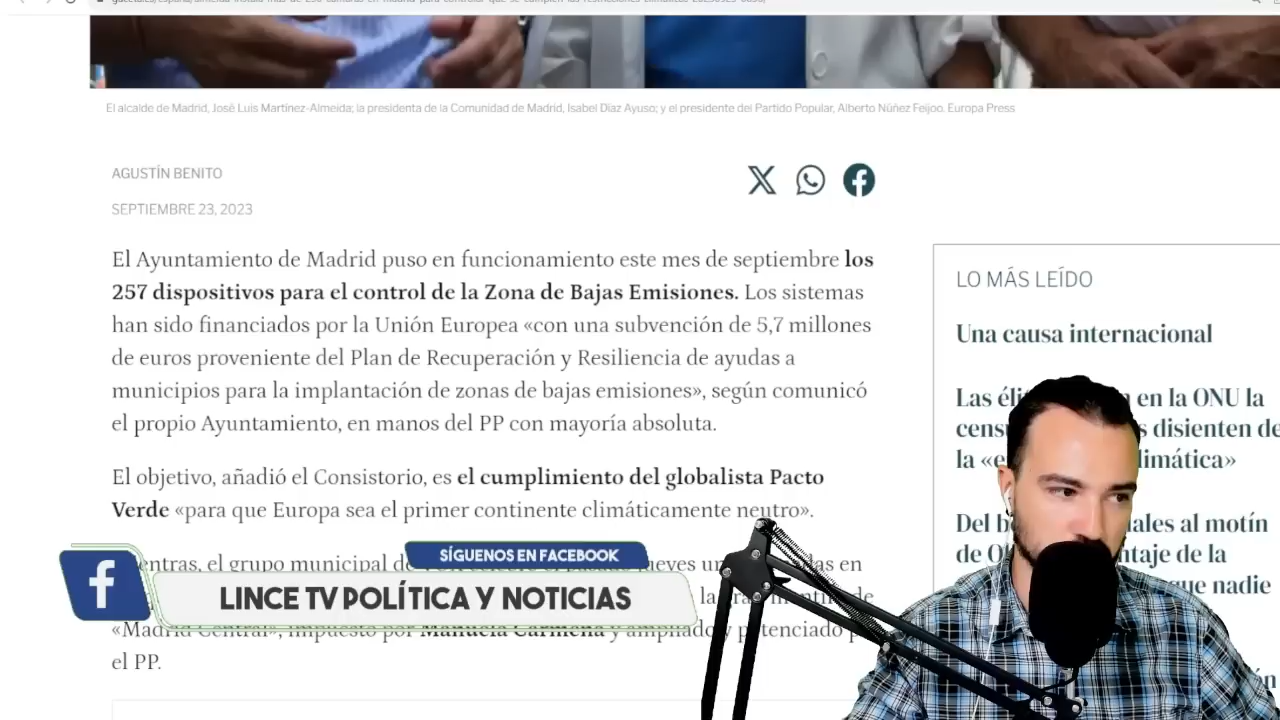 El alcalde de Madrid, José Luis Martínez-Almeida; la presidenta de la Comunidad de Madrid, Isabel Díaz Ayuso; y el presidente del Partido Popular, Alberto Núñez Feijoo. Europa Press
AGUSTÍN BENITO
SEPTIEMBRE 23, 2023
El Ayuntamiento de Madrid puso en funcionamiento este mes de septiembre los
257 dispositivos para el control de la Zona de Bajas Emisiones. Los sistemas
han sido financiados por la Unión Europea «con una subvención de 5,7 millones
de euros proveniente del Plan de Recuperación y Resiliencia de ayudas a
municipios para la implantación de zonas de bajas emisiones», según comunicó
el propio Ayuntamiento, en manos del PP con mayoría absoluta.
El objetivo, añadió el Consistorio, es el cumplimiento del globalista Pacto
Verde «para que Europa sea el primer continente climáticamente neutro».
el grupo municipal de
en
de
«Madrid Central», impuesto por Manuela Carmena y ampliado y potenciado
el PP.
SÍGUENOS EN FACEBOOK
LINCE TV POLÍTICA Y NOTICIAS
LO MÁS LEÍDO
Una causa internacional
Las en la ONU la
disienten de
la
Del al motín
de de la
que nadie